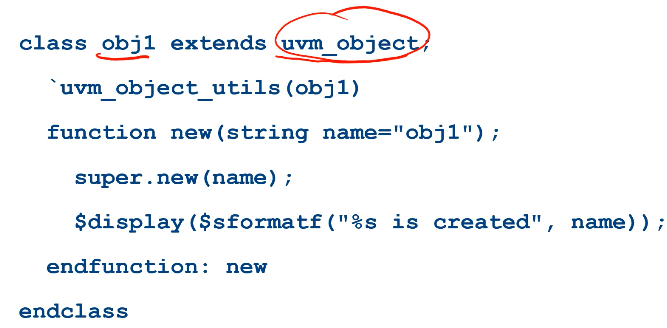 class obj1 extends uvm_object;
`uvm_object_utils(obj1)
function new(string name="obj1");
super.new(name);
$display($sformatf("%s is created", name));
endfunction: new
endclass